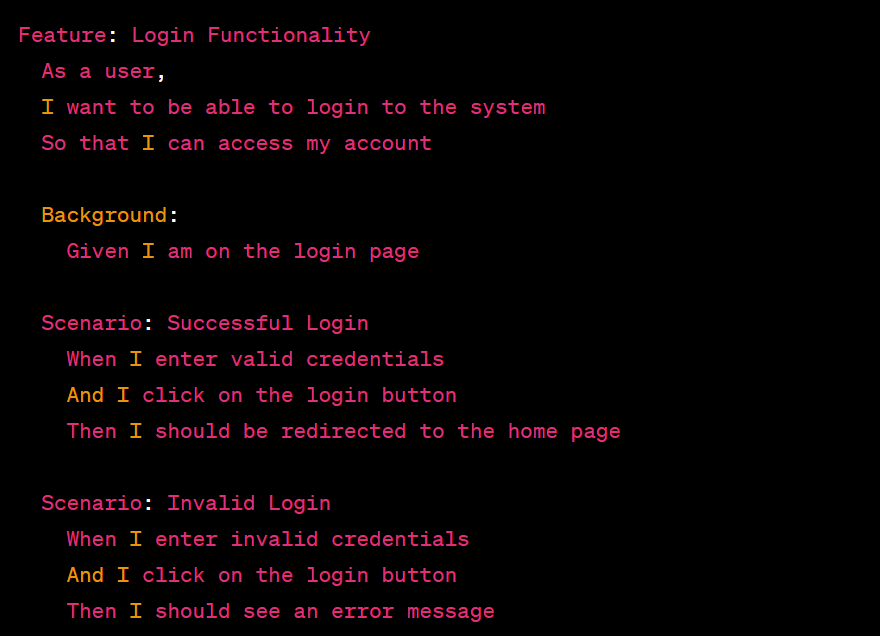 Feature: Login Functionality
As a user,
I want to be able to login to the system
So that I can access my account
Background:
Given I am on the login page
Scenario: Successful Login
When I enter valid credentials
And I click on the login button
Then I should be redirected to the home page
Scenario: Invalid Login
When I enter invalid credentials
And I click on the login button
Then I should see an error message